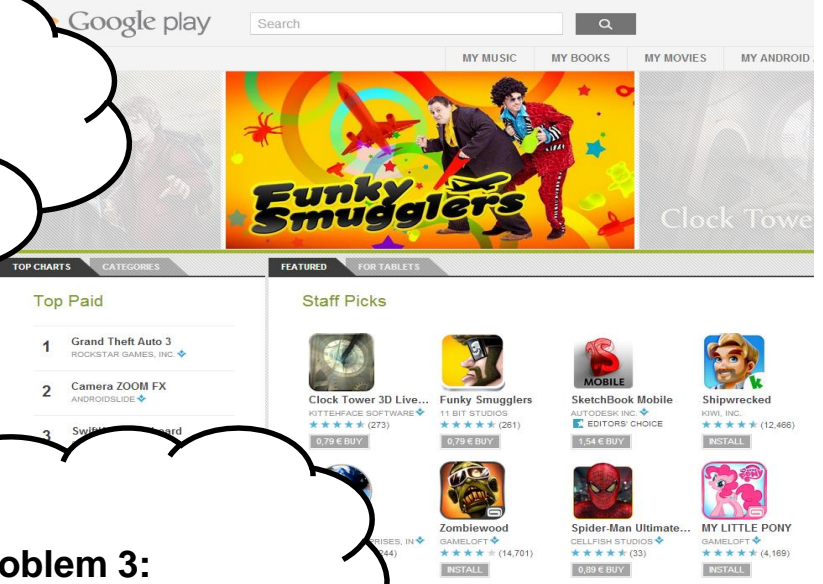 Google play
Search
MY MUSIC
MY BOOKS
MY MOVIES
MY ANDROID
Funky Smugglers
Clock Towe
TOP CHARTS
CATEGORIES
FEATURED
FOR TABLETS
Top Paid
1
Grand Theft Auto 3
ROCKSTAR GAMES, INC.
2
Camera ZOOM FX
ANDROIDSLIDE
3
Staff Picks
Clock Tower 3D Live...
KITTEHFACE SOFTWARE
(273)
0,79 € BUY
Funky Smugglers
11 BIT STUDIOS
(261)
0,79 € BUY
MOBILE
SketchBook Mobile
AUTODESK INC.
EDITORS' CHOICE
1,54 € BUY
Shipwrecked
KIWI, INC.
(12,466)
INSTALL
RISES, IN
244)
Zombiewood
GAMELOFT
(14,701)
INSTALL
Spider-Man Ultimate...
CELLFISH STUDIOS
(33)
0,89 € BUY
MY LITTLE PONY
GAMELOFT
(4,169)
INSTALL
oblem 3: